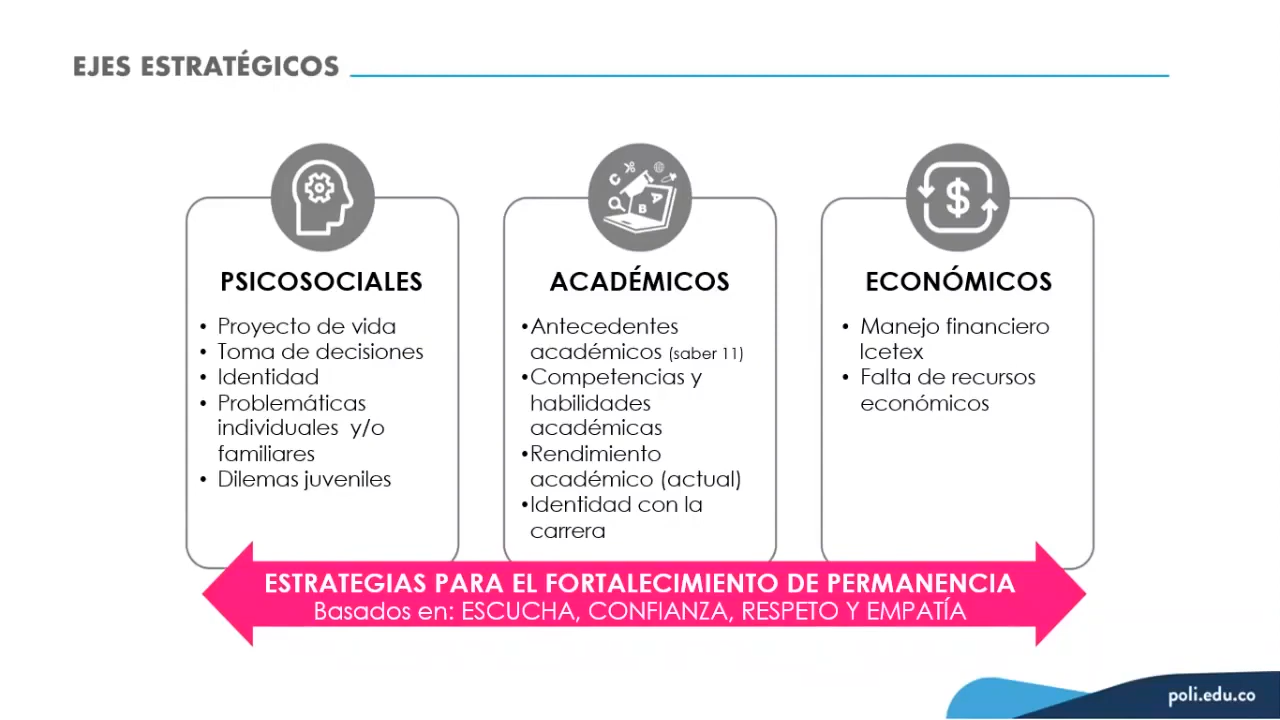 EJES ESTRATÉGICOS
PSICOSOCIALES
• Proyecto de vida
• Toma de decisiones
• Identidad
• Problemáticas
individuales y/o
familiares
• Dilemas juveniles
ACADÉMICOS
•Antecedentes
académicos (saber 11)
•Competencias y
habilidades
académicas
•Rendimiento
académico (actual)
•Identidad con la
carrera
ECONÓMICOS
• Manejo financiero
Icetex
• Falta de recursos
económicos
ESTRATEGIAS PARA EL FORTALECIMIENTO DE PERMANENCIA
Basados en: ESCUCHA, CONFIANZA, RESPETO Y EMPATÍA
poli.edu.co